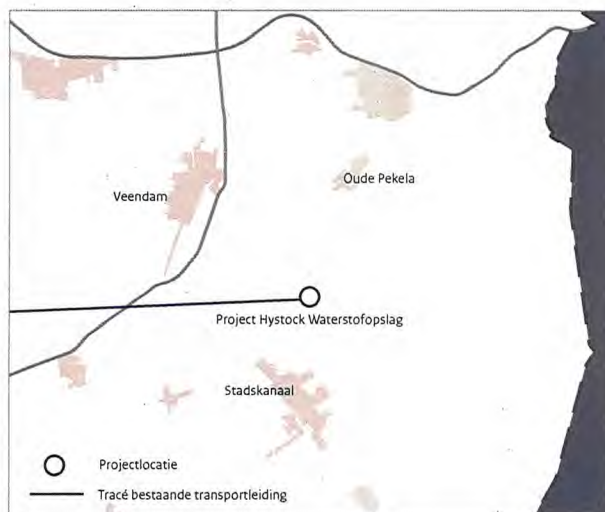 Veendam
Oude Pekela
Project Hystock Waterstofopslag
Stadskanaal
Projectlocatie
Tracé bestaande transportleiding